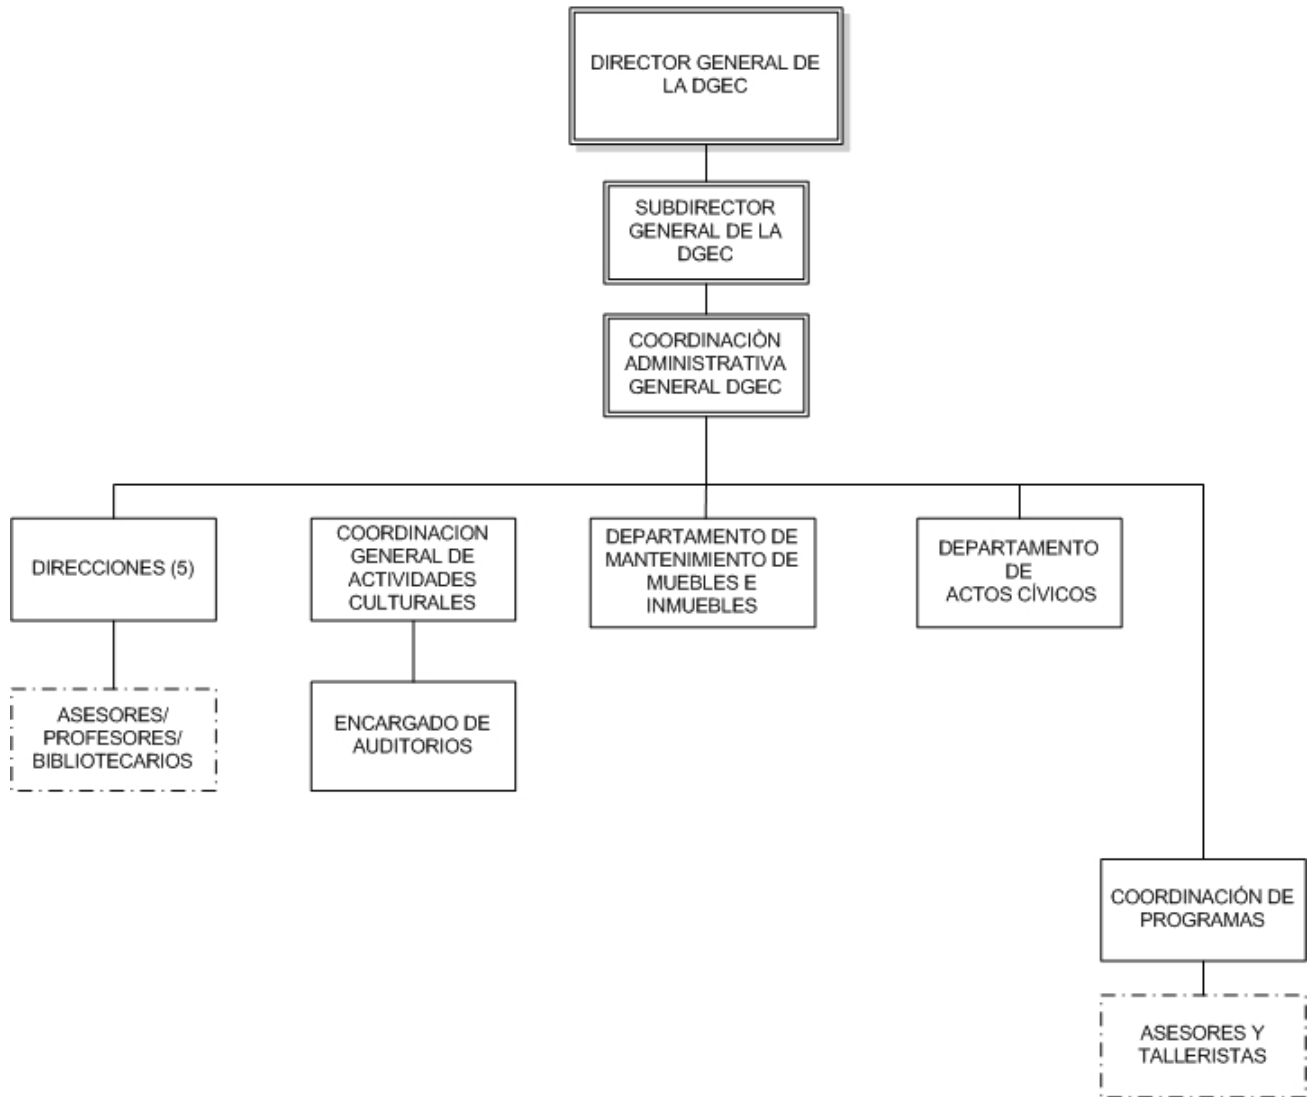 DIRECTOR GENERAL DE
LA DGEC
SUBDIRECTOR
GENERAL DE LA
DGEC
COORDINACIÒN
ADMINISTRATIVA
GENERAL DGEC
DIRECCIONES (5)
COORDINACION
GENERAL DE
ACTIVIDADES
CULTURALES
DEPARTAMENTO DE
MANTENIMIENTO DE
MUEBLES E
INMUEBLES
DEPARTAMENTO
DE
ACTOS CÍVICOS
ASESORES/
PROFESORES/
BIBLIOTECARIOS
ENCARGADO DE
AUDITORIOS
COORDINACIÓN DE
PROGRAMAS
ASESORES Y
TALLERISTAS